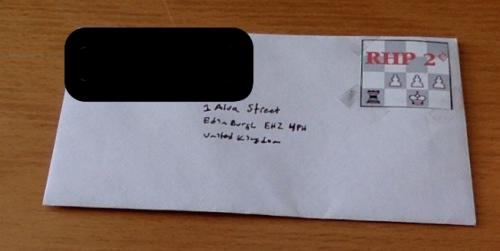 RHP 2¢
1 Alva Street
Edinburgh EH2 4PH
United Kingdom